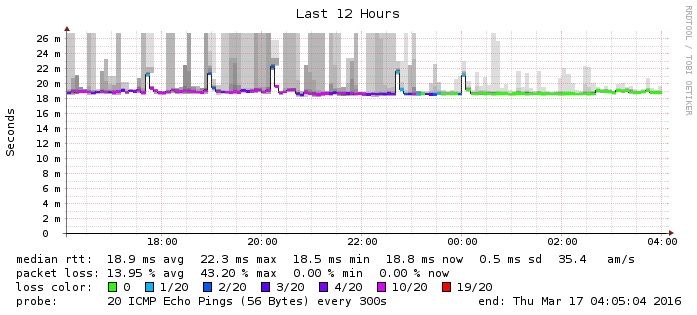 Last 12 Hours
RRDTOOL / TOBI OETIKER
Seconds
26 m
24 m
22 m
20 m
18 m
16 m
14 m
12 m
10 m
8 m
6 m
4 m
2 m
0
18:00 20:00 22:00 00:00 02:00 04:00
median rtt: 18.9 ms avg 22.3 ms max 18.5 ms min 18.8 ms now 0.5 ms sd 35.4 am/s
packet loss: 13.95 % avg 43.20 % max 0.00 % min 0.00 % now
loss color: 0 1/20 2/20 3/20 4/20 10/20 19/20
probe: 20 ICMP Echo Pings (56 Bytes) every 300s end: Thu Mar 17 04:05:04 2016